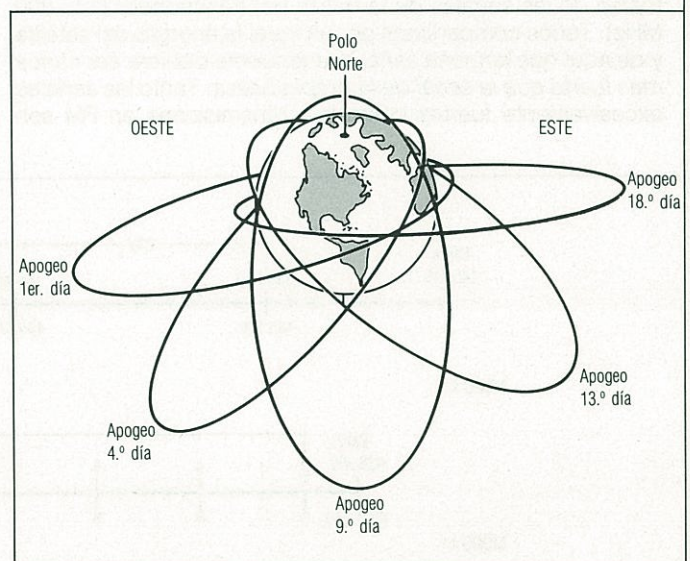 Polo
Norte
OESTE
ESTE
Apogeo
18.º día
Apogeo
1er. día
Apogeo
13.º día
Apogeo
4.º día
Apogeo
9.º día